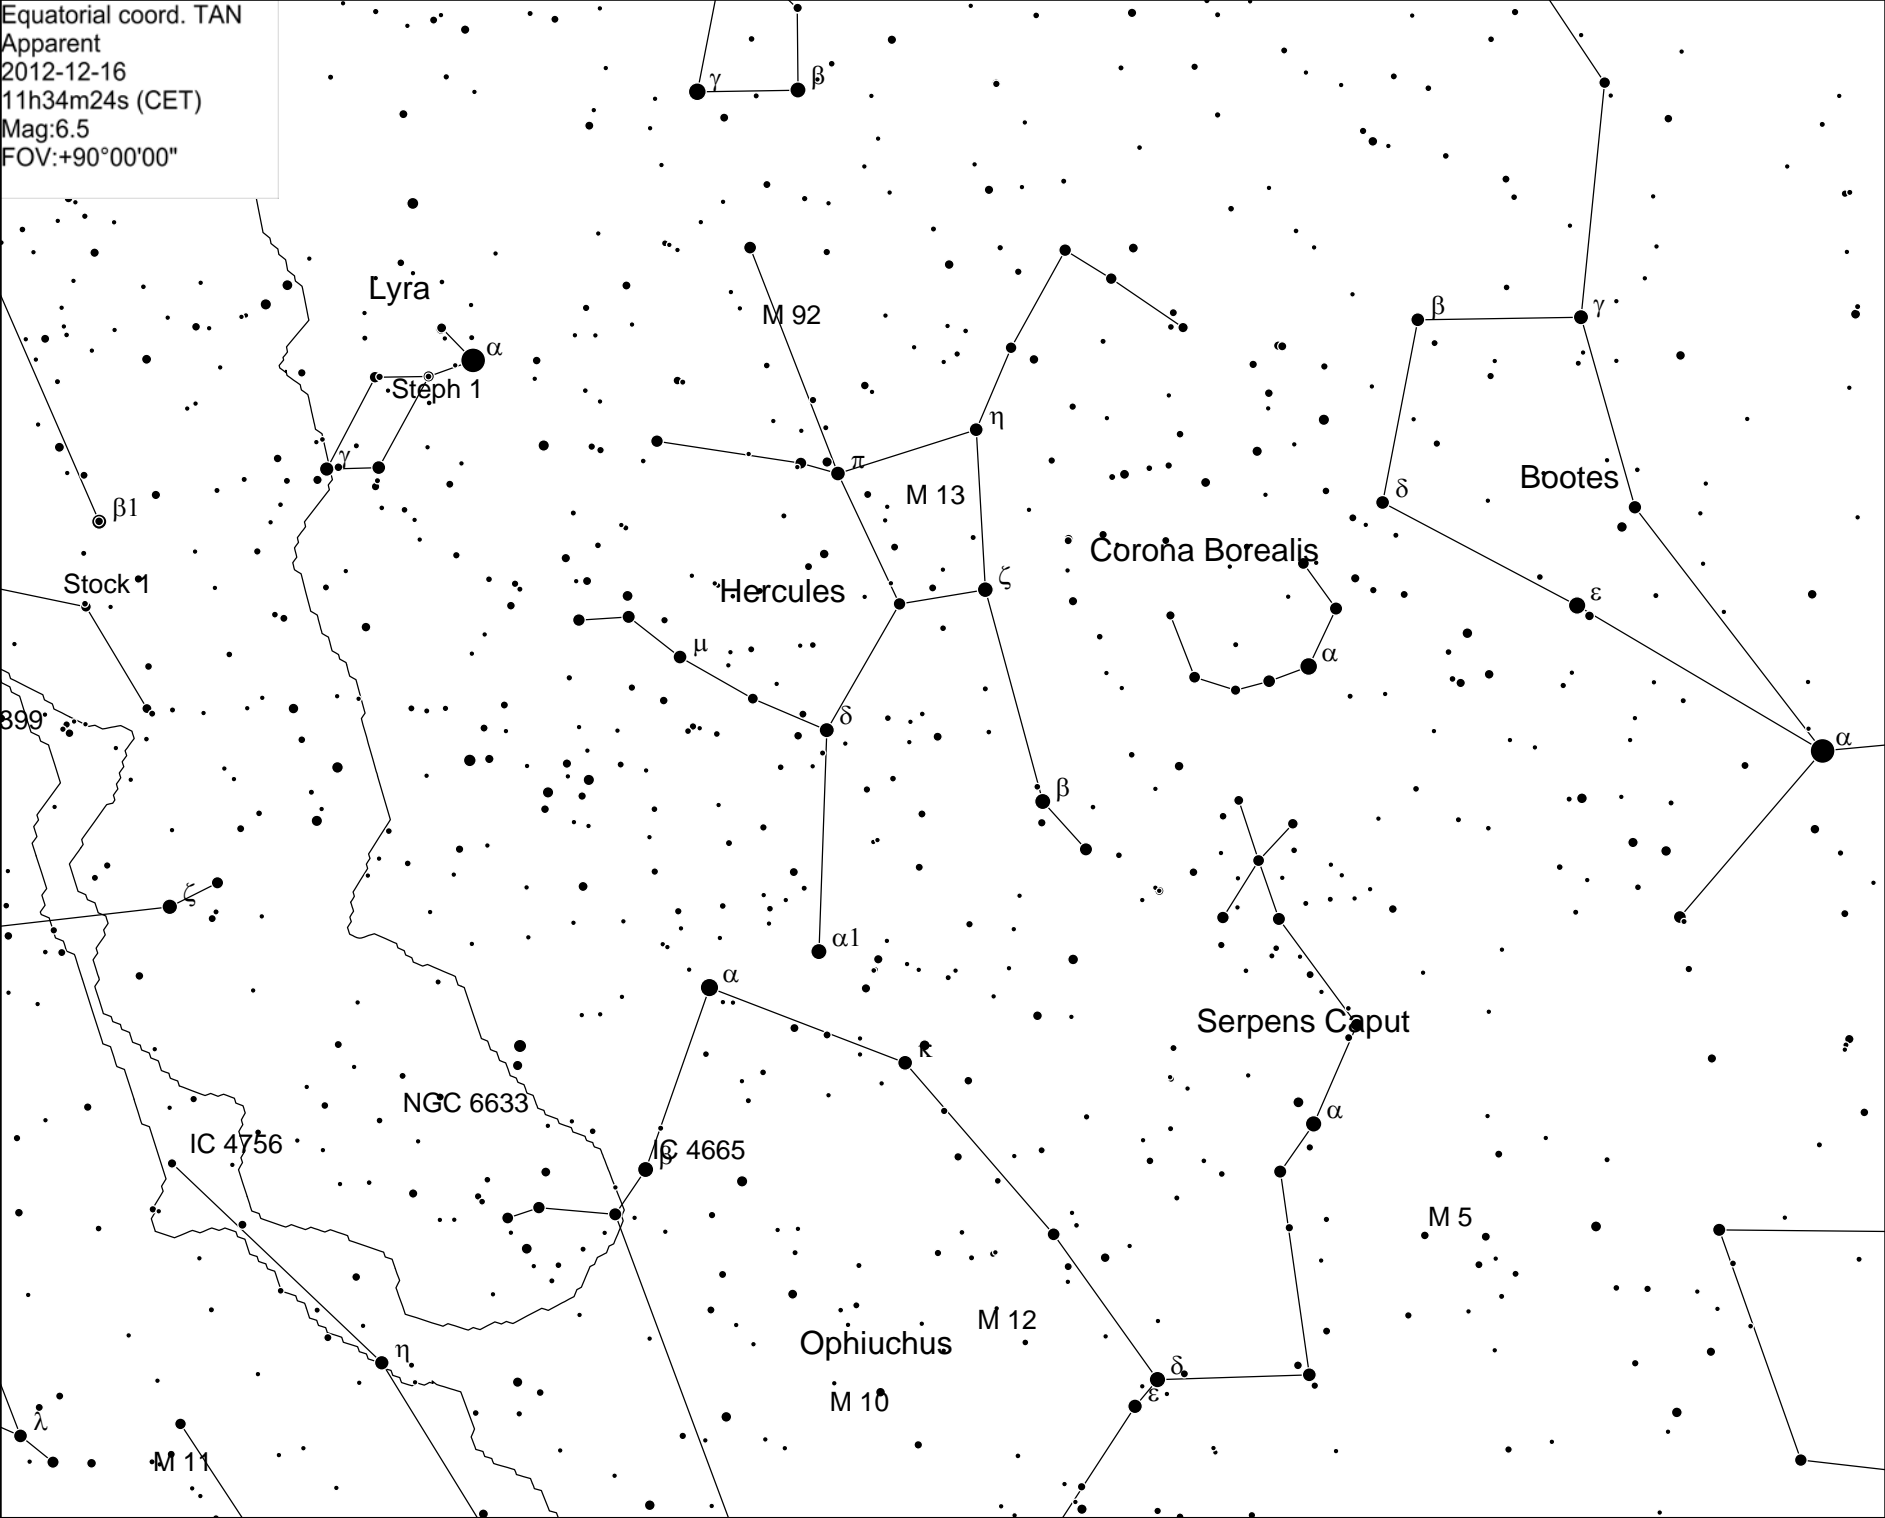 Equatorial coord. TAN
Apparent
2012-12-16
11h34m24s (CET)
Mag:6.5
FOV:+90°00'00"
γ
β
Lyra
M 92
α
Steph 1
β
γ
η
γ
π
M 13
Bootes
δ
β1
Corona Borealis
Stock 1
Hercules
ζ
ε
μ
α
899
δ
α
β
ζ
α1
α
Serpens Caput
κ
NGC 6633
α
IC 4756
IC 4665
β
M 5
M 12
Ophiuchus
η
δ
ε
M 10
λ
M 11